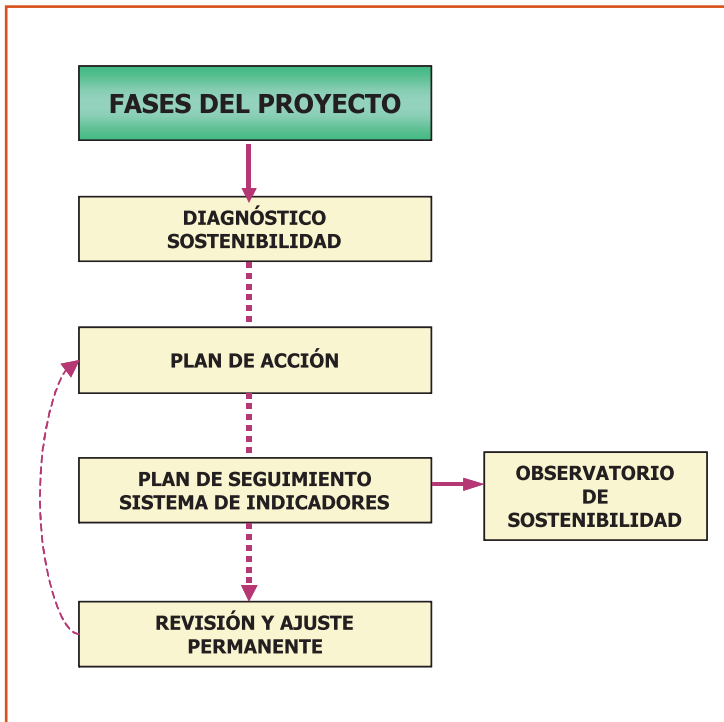 FASES DEL PROYECTO
DIAGNÓSTICO
SOSTENIBILIDAD
PLAN DE ACCIÓN
PLAN DE SEGUIMIENTO
SISTEMA DE INDICADORES
OBSERVATORIO
DE
SOSTENIBILIDAD
REVISIÓN Y AJUSTE
PERMANENTE